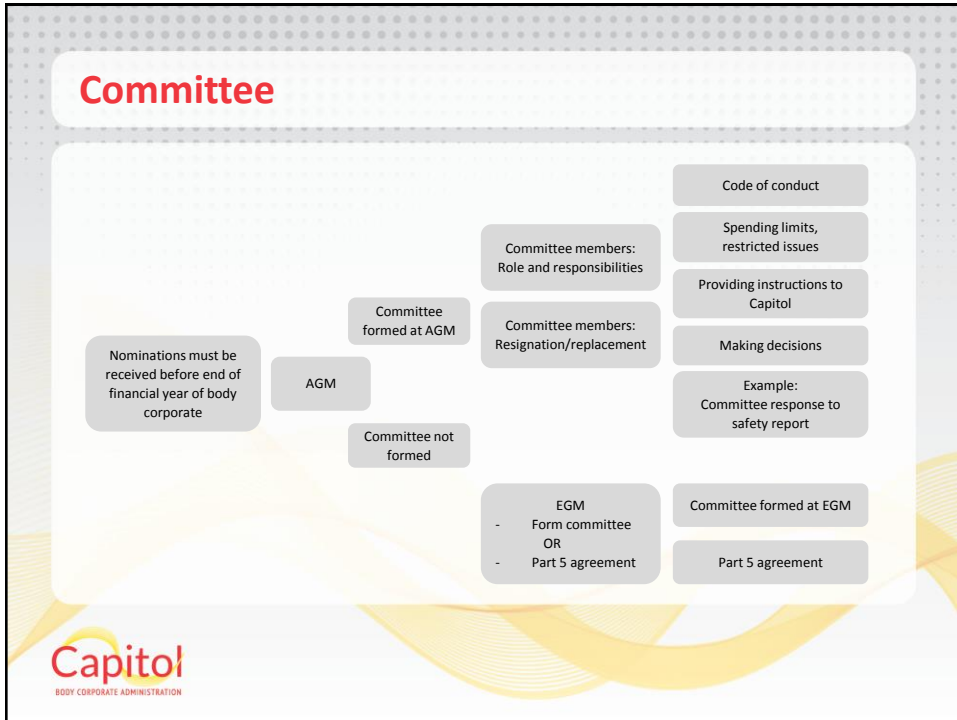 Committee
Nominations must be
received before end of
financial year of body
corporate
AGM
Committee
formed at AGM
Committee not
formed
Committee members:
Role and responsibilities
Committee members:
Resignation/replacement
EGM
- Form committee
OR
- Part 5 agreement
Code of conduct
Spending limits,
restricted issues
Providing instructions to
Capitol
Making decisions
Example:
Committee response to
safety report
Committee formed at EGM
Part 5 agreement
Capitol
BODY CORPORATE ADMINISTRATION